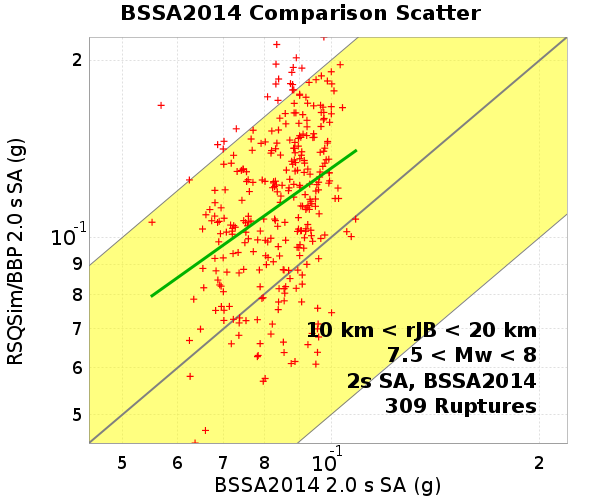 BSSA2014 Comparison Scatter
RSQSim/BBP 2.0 s SA (g)
2
10-1
9
8
7
6
5
10 km < rJB < 20 km
7.5 < Mw < 8
2s SA, BSSA2014
309 Ruptures
5 6 7 8 10-1 2
BSSA2014 2.0 s SA (g)